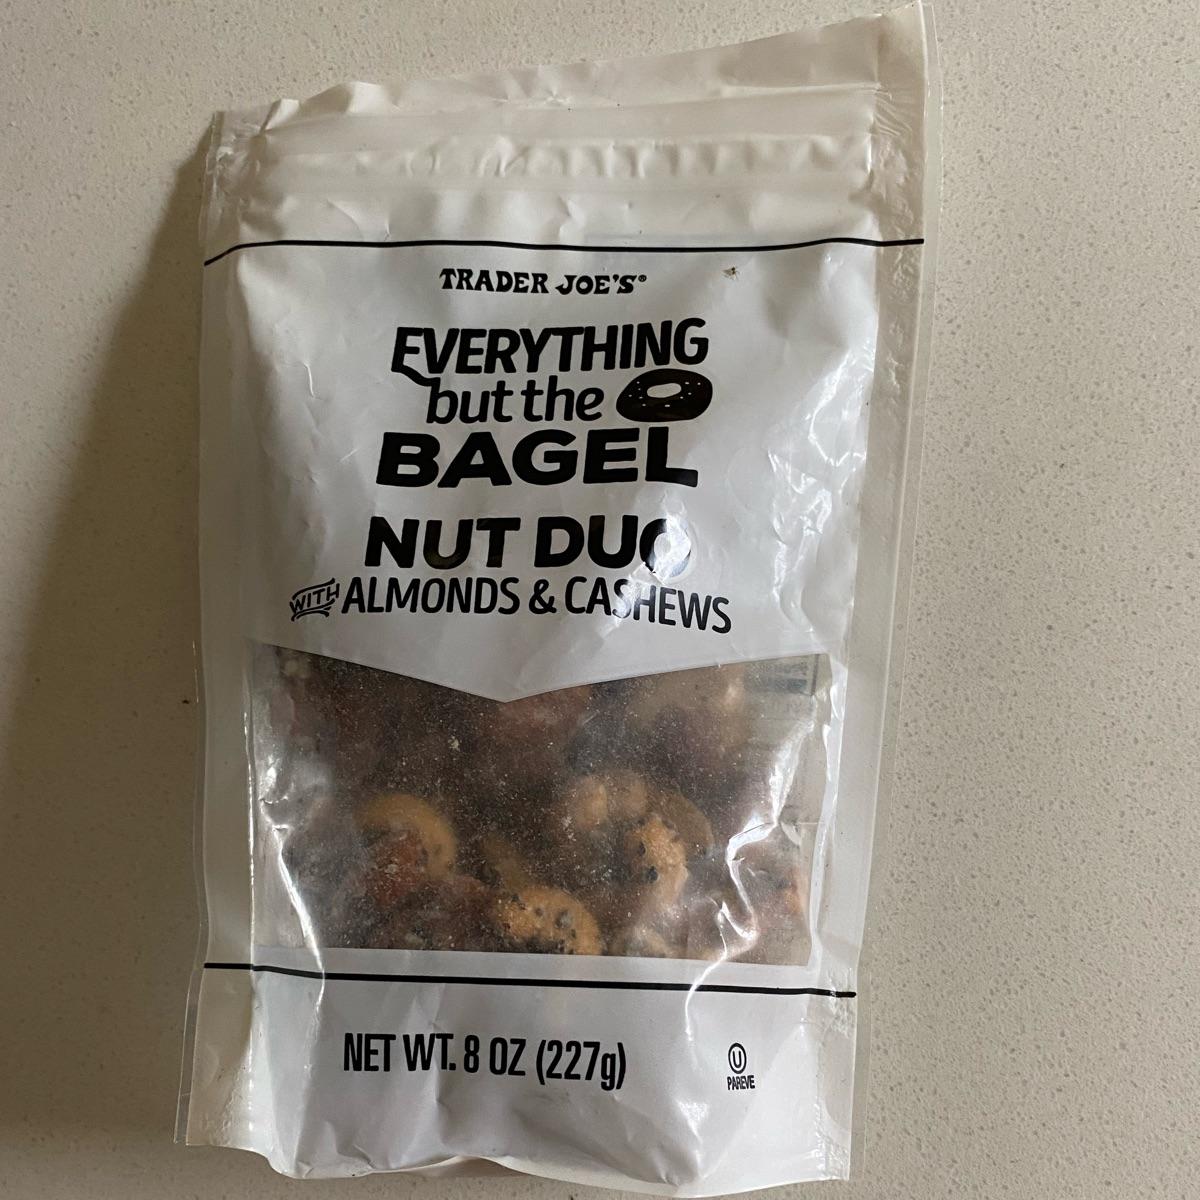 TRADER JOE'S®
EVERYTHING
but the
BAGEL
NUT DUO
WITH ALMONDS & CASHEWS
NET WT. 8 OZ (227g)
U
PAREVE